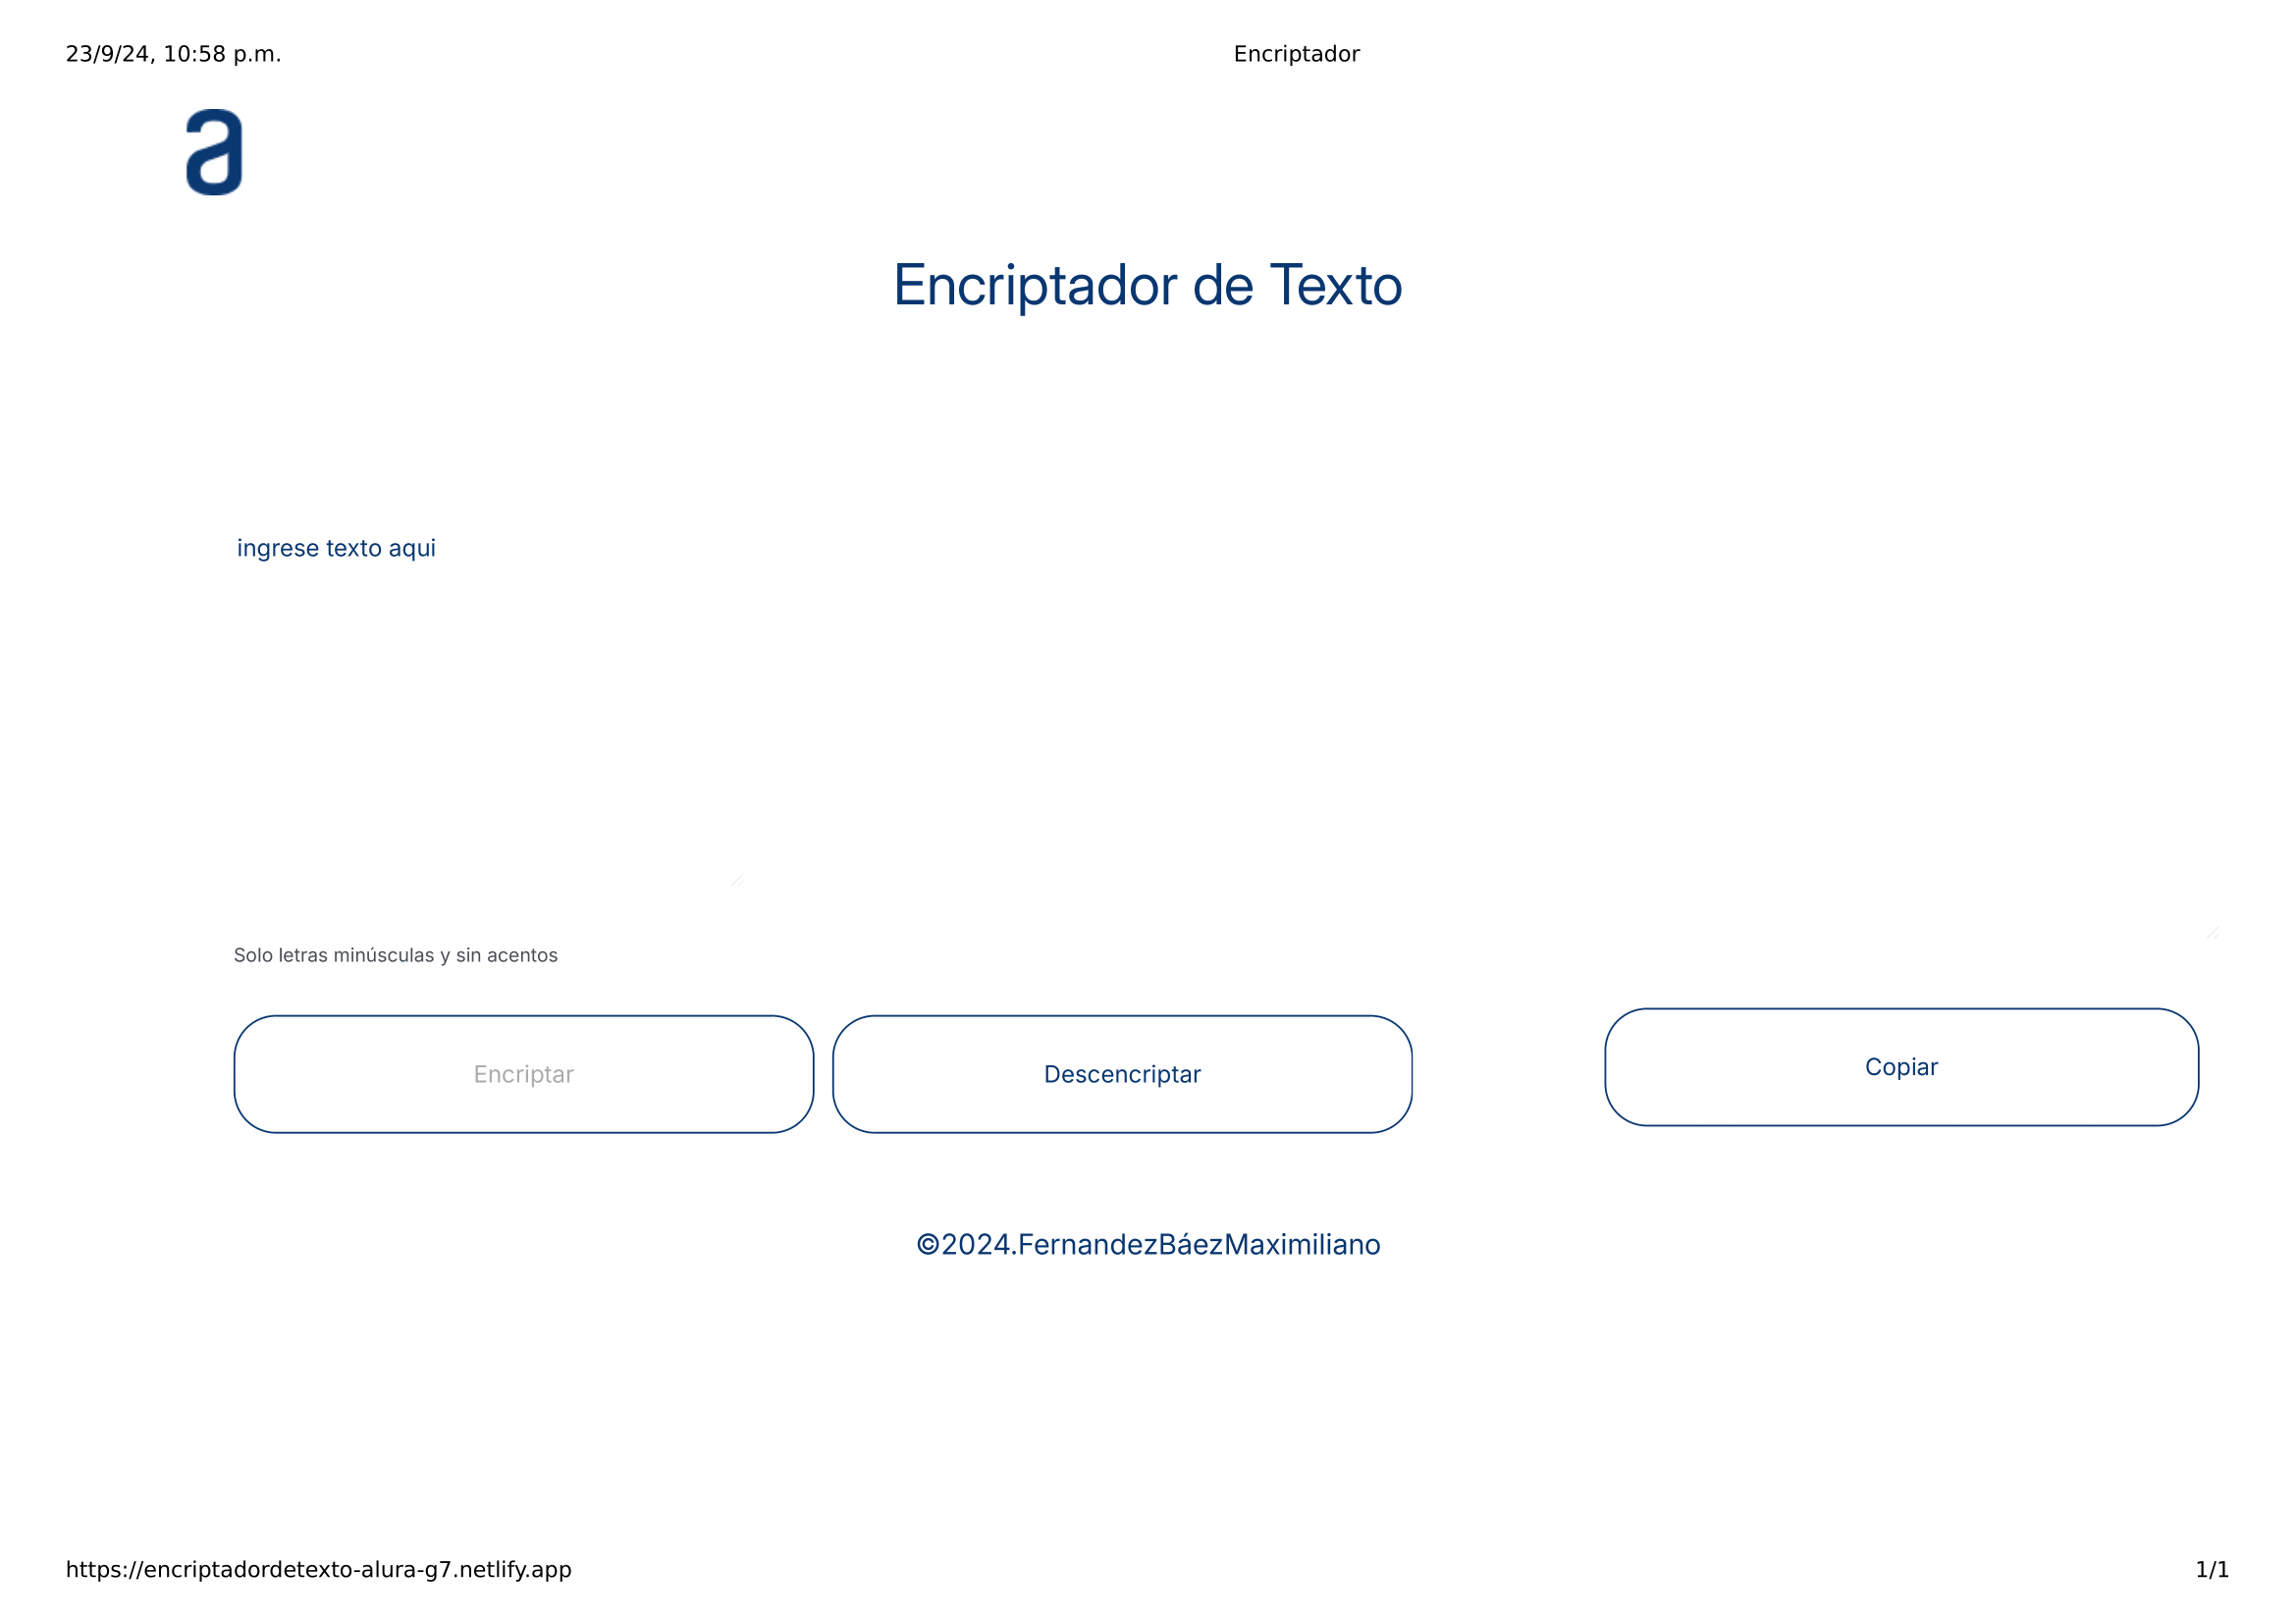 23/9/24, 10:58 p.m.
Encriptador
a
Encriptador de Texto
ingrese texto aqui
Solo letras minúsculas y sin acentos
Encriptar
Descencriptar
Copiar
©2024.FernandezBáezMaximiliano
https://encriptadordetexto-alura-g7.netlify.app
1/1